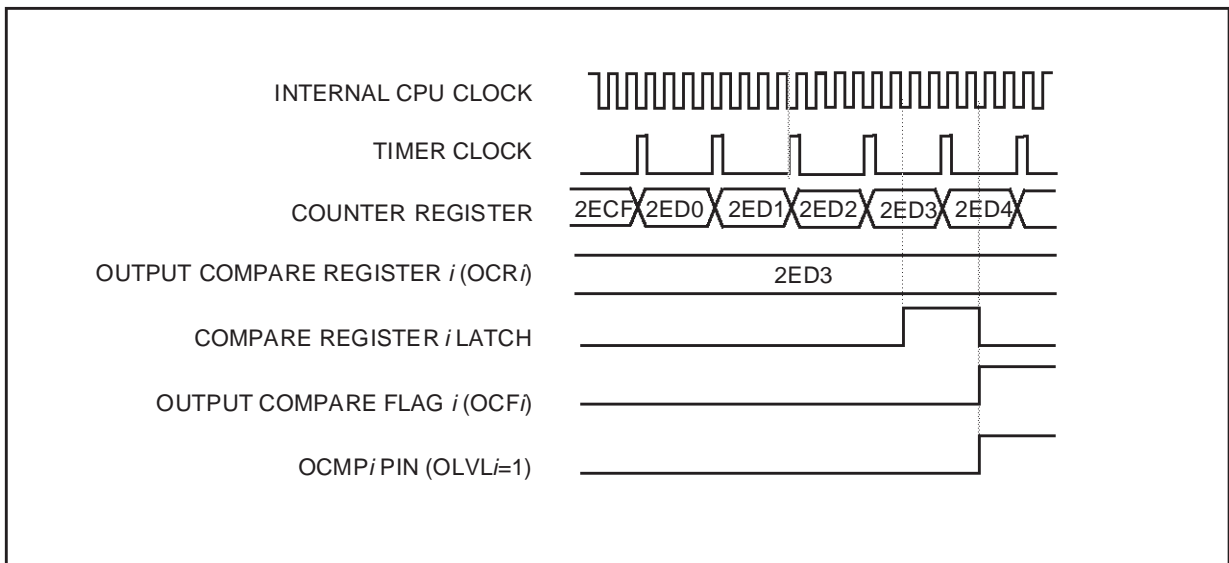 INTERNAL CPU CLOCK
TIMER CLOCK
COUNTER REGISTER 2ECF 2ED0 2ED1 2ED2 2ED3 2ED4
OUTPUT COMPARE REGISTER i (OCRi) 2ED3
COMPARE REGISTER i LATCH
OUTPUT COMPARE FLAG i (OCFi)
OCMPi PIN (OLVLi=1)